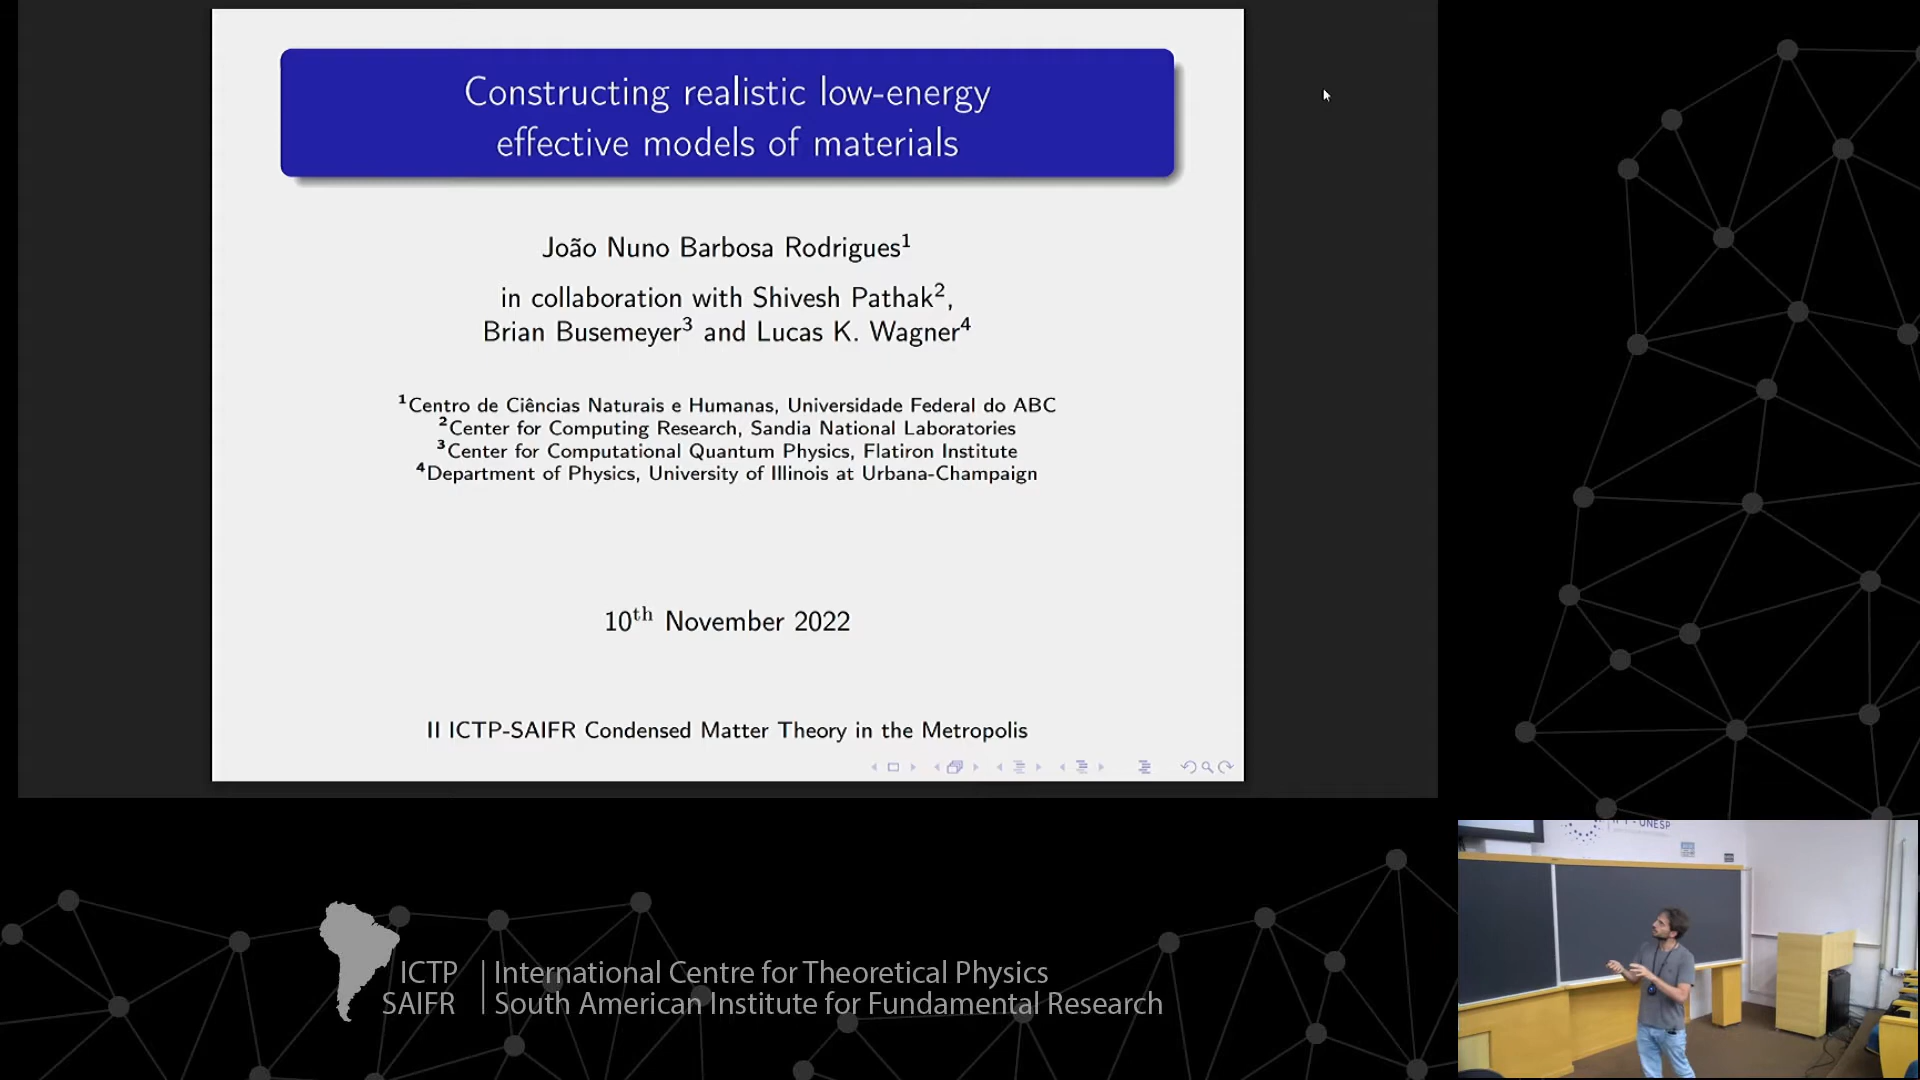 Constructing realistic low-energy
effective models of materials
João Nuno Barbosa Rodrigues¹
in collaboration with Shivesh Pathak²,
Brian Busemeyer³ and Lucas K. Wagner⁴
¹Centro de Ciências Naturais e Humanas, Universidade Federal do ABC
²Center for Computing Research, Sandia National Laboratories
³Center for Computational Quantum Physics, Flatiron Institute
⁴Department of Physics, University of Illinois at Urbana-Champaign
10th November 2022
II ICTP-SAIFR Condensed Matter Theory in the Metropolis
ICTP
SAIFR
International Centre for Theoretical Physics
South American Institute for Fundamental Research
UNESP